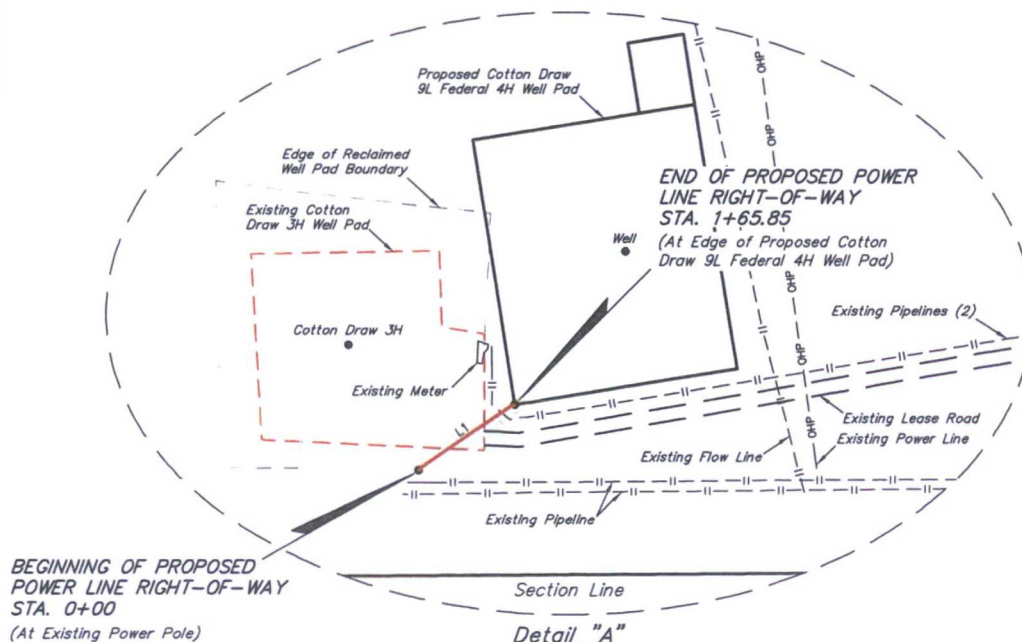 Proposed Cotton Draw
9L Federal 4H Well Pad
OHP
Edge of Reclaimed
Well Pad Boundary
Existing Cotton
Draw 3H Well Pad
END OF PROPOSED POWER
LINE RIGHT-OF-WAY
STA. 1+65.85
(At Edge of Proposed Cotton
Draw 9L Federal 4H Well Pad)
OHP
Well
OHP
OHP
Cotton Draw 3H
Existing Pipelines (2)
Existing Meter
L1
OHP
Existing Lease Road
Existing Power Line
Existing Flow Line
Existing Pipeline
BEGINNING OF PROPOSED
POWER LINE RIGHT-OF-WAY
STA. 0+00
(At Existing Power Pole)
Section Line
Detail "A"